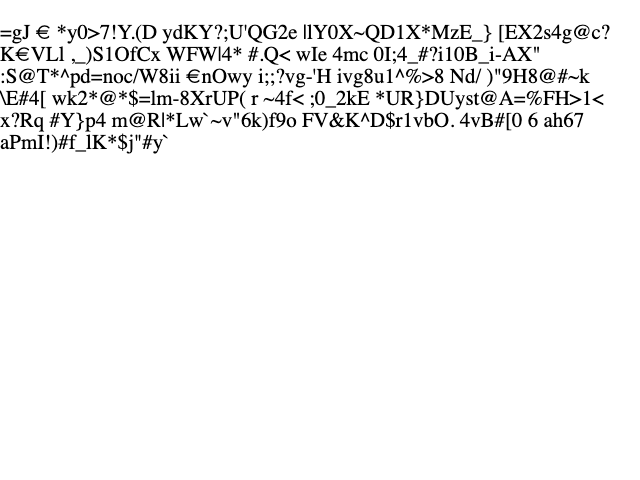 =gJ € *y0>7!Y.(D ydKY?;U'QG2e |lY0X~QD1X*MzE_} [EX2s4g@c?
K€VLl ,_)S1OfCx WFW|4* #.Q< wIe 4mc 0I;4_#?i10B_i-AX"
:S@T*^pd=noc/W8ii €nOwy i;;?vg-'H ivg8u1^%>8 Nd/ )"9H8@#~k
\E#4[ wk2*@*$=lm-8XrUP( r ~4f< ;0_2kE *UR}DUyst@A=%FH>1<
x?Rq #Y}p4 m@R|*Lw`~v"6k)f9o FV&K^D$r1vbO. 4vB#[0 6 ah67
aPmI!)#f_lK*$j"#y`